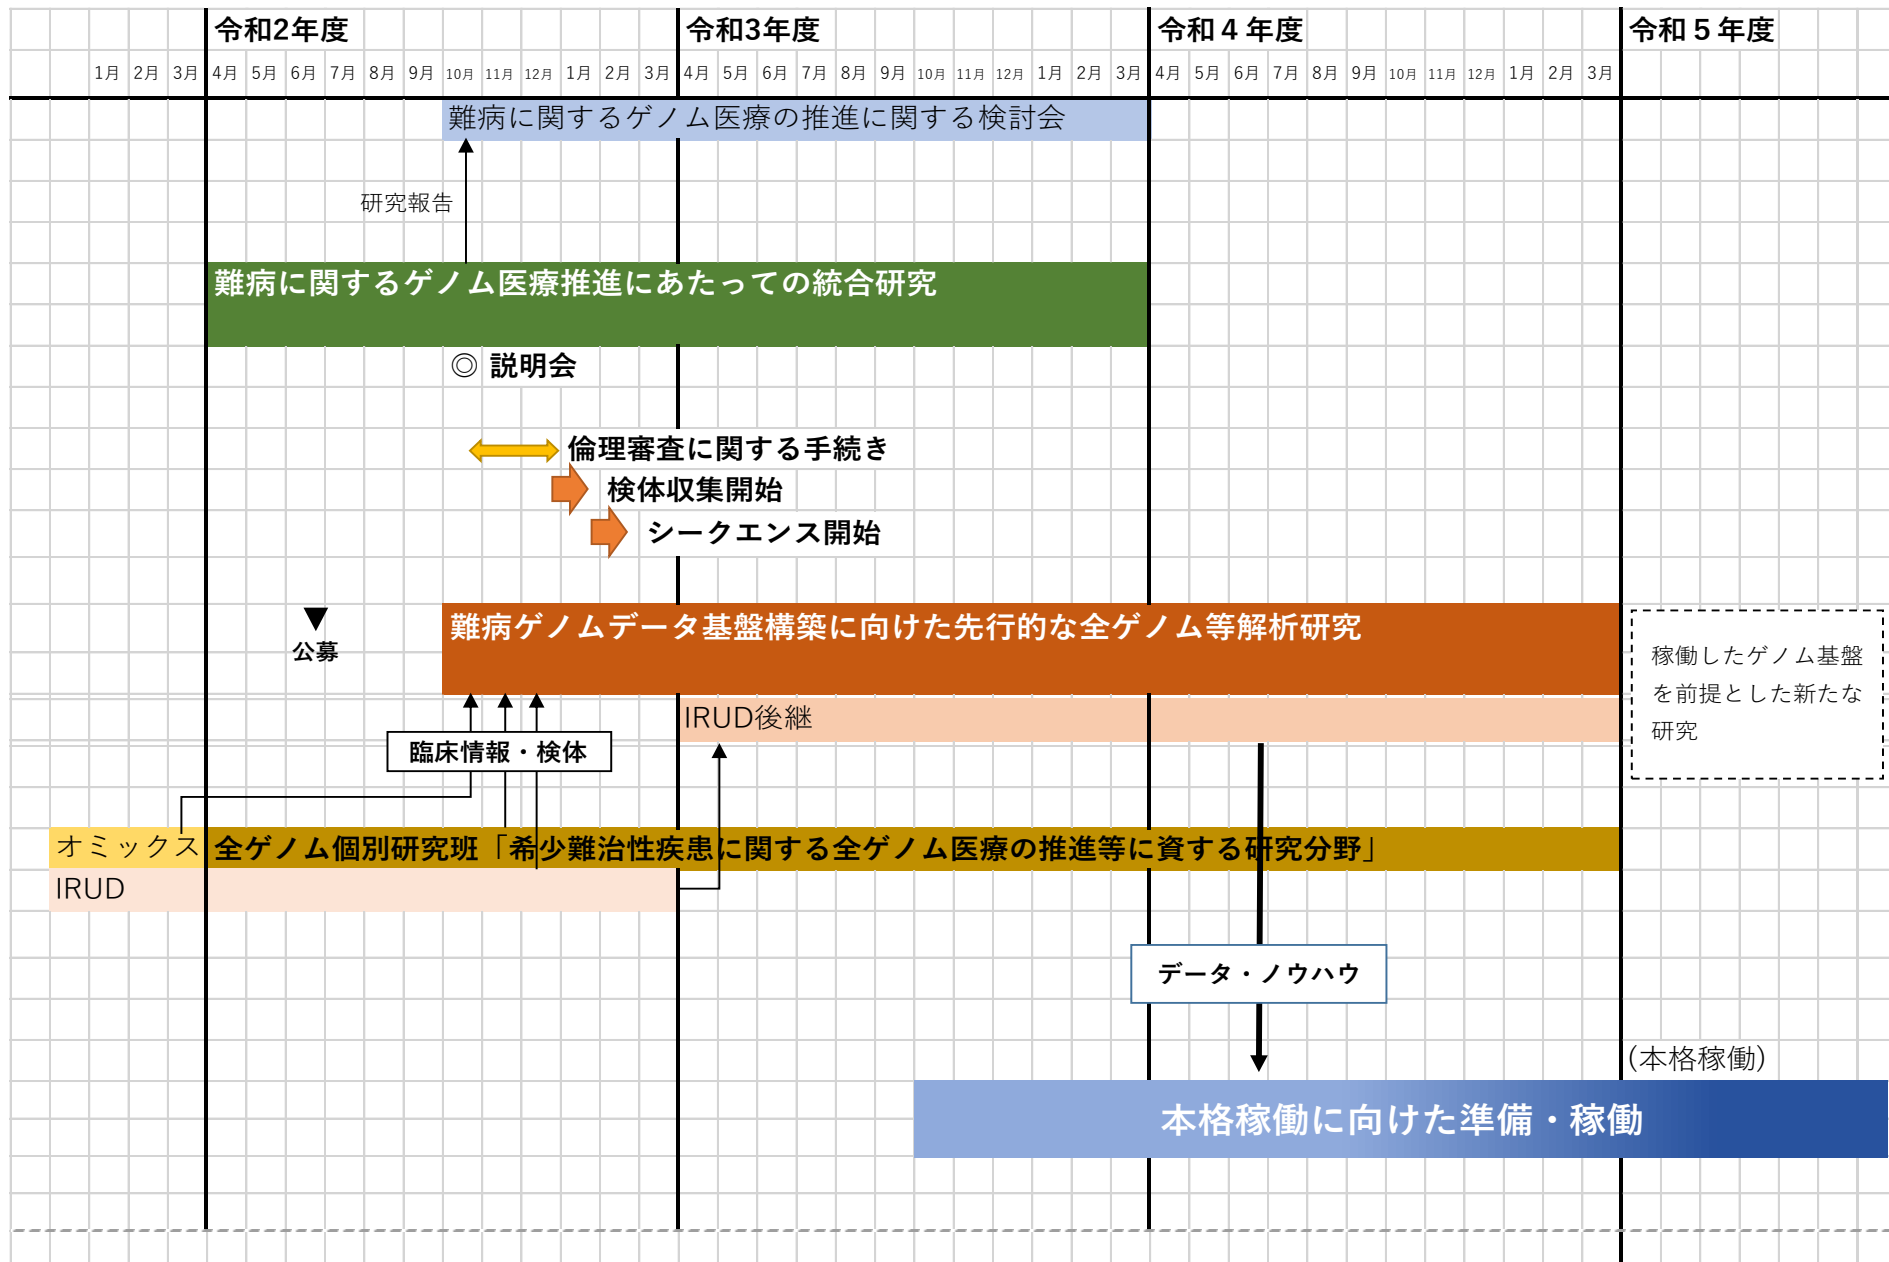 令和2年度 令和3年度 令和４年度 令和５年度
1月 2月 3月 4月 5月 6月 7月 8月 9月 10月 11月 12月 1月 2月 3月 4月 5月 6月 7月 8月 9月 10月 11月 12月 1月 2月 3月 4月 5月 6月 7月 8月 9月 10月 11月 12月 1月 2月 3月
難病に関するゲノム医療の推進に関する検討会
研究報告
難病に関するゲノム医療推進にあたっての統合研究
◎ 説明会
倫理審査に関する手続き
検体収集開始
シークエンス開始
▼
公募
難病ゲノムデータ基盤構築に向けた先行的な全ゲノム等解析研究
稼働したゲノム基盤
を前提とした新たな
研究
IRUD後継
臨床情報・検体
オミックス
全ゲノム個別研究班「希少難治性疾患に関する全ゲノム医療の推進等に資する研究分野」
IRUD
データ・ノウハウ
(本格稼働)
本格稼働に向けた準備・稼働